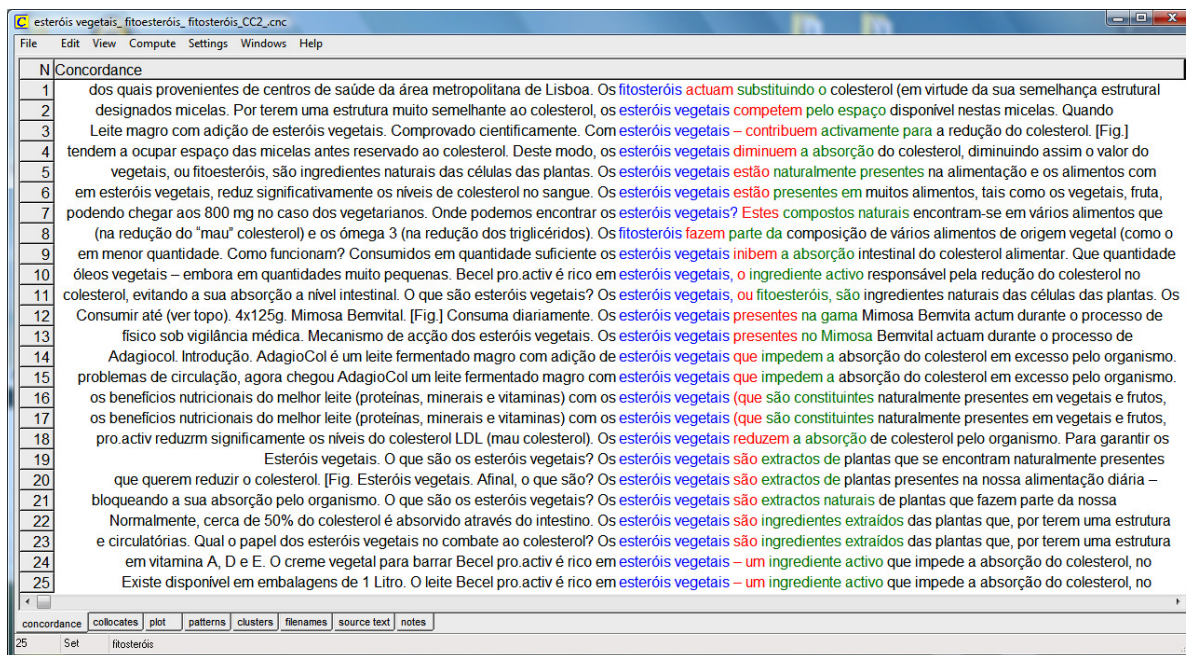 C esteróis vegetais_ fitoesteróis_ fitosteróis_CC2_.cnc
File Edit View Compute Settings Windows Help
N Concordance
1 dos quais provenientes de centros de saúde da área metropolitana de Lisboa. Os fitosteróis actuam substituindo o colesterol (em virtude da sua semelhança estrutural
2 designados micelas. Por terem uma estrutura muito semelhante ao colesterol, os esteróis vegetais competem pelo espaço disponível nestas micelas. Quando
3 Leite magro com adição de esteróis vegetais. Comprovado cientificamente. Com esteróis vegetais – contribuem activamente para a redução do colesterol. [Fig.]
4 tendem a ocupar espaço das micelas antes reservado ao colesterol. Deste modo, os esteróis vegetais diminuem a absorção do colesterol, diminuindo assim o valor do
5 vegetais, ou fitoesteróis, são ingredientes naturais das células das plantas. Os esteróis vegetais estão naturalmente presentes na alimentação e os alimentos com
6 em esteróis vegetais, reduz significativamente os níveis de colesterol no sangue. Os esteróis vegetais estão presentes em muitos alimentos, tais como os vegetais, fruta,
7 podendo chegar aos 800 mg no caso dos vegetarianos. Onde podemos encontrar os esteróis vegetais? Estes compostos naturais encontram-se em vários alimentos que
8 (na redução do "mau" colesterol) e os ómega 3 (na redução dos triglicéridos). Os fitosteróis fazem parte da composição de vários alimentos de origem vegetal (como o
9 em menor quantidade. Como funcionam? Consumidos em quantidade suficiente os esteróis vegetais inibem a absorção intestinal do colesterol alimentar. Que quantidade
10 óleos vegetais – embora em quantidades muito pequenas. Becel pro.activ é rico em esteróis vegetais, o ingrediente activo responsável pela redução do colesterol no
11 colesterol, evitando a sua absorção a nível intestinal. O que são esteróis vegetais? Os esteróis vegetais, ou fitoesteróis, são ingredientes naturais das células das plantas. Os
12 Consumir até (ver topo). 4x125g. Mimosa Bemvital. [Fig.] Consuma diariamente. Os esteróis vegetais presentes na gama Mimosa Bemvita actum durante o processo de
13 físico sob vigilância médica. Mecanismo de acção dos esteróis vegetais. Os esteróis vegetais presentes no Mimosa Bemvital actuam durante o processo de
14 Adagiocol. Introdução. AdagioCol é um leite fermentado magro com adição de esteróis vegetais que impedem a absorção do colesterol em excesso pelo organismo.
15 problemas de circulação, agora chegou AdagioCol um leite fermentado magro com esteróis vegetais que impedem a absorção do colesterol em excesso pelo organismo.
16 os benefícios nutricionais do melhor leite (proteínas, minerais e vitaminas) com os esteróis vegetais (que são constituintes naturalmente presentes em vegetais e frutos,
17 os benefícios nutricionais do melhor leite (proteínas, minerais e vitaminas) com os esteróis vegetais (que são constituintes naturalmente presentes em vegetais e frutos,
18 pro.activ reduzrm significamente os níveis do colesterol LDL (mau colesterol). Os esteróis vegetais reduzem a absorção de colesterol pelo organismo. Para garantir os
19 Esteróis vegetais. O que são os esteróis vegetais? Os esteróis vegetais são extractos de plantas que se encontram naturalmente presentes
20 que querem reduzir o colesterol. [Fig. Esteróis vegetais. Afinal, o que são? Os esteróis vegetais são extractos de plantas presentes na nossa alimentação diária –
21 bloqueando a sua absorção pelo organismo. O que são os esteróis vegetais? Os esteróis vegetais são extractos naturais de plantas que fazem parte da nossa
22 Normalmente, cerca de 50% do colesterol é absorvido através do intestino. Os esteróis vegetais são ingredientes extraídos das plantas que, por terem uma estrutura
23 e circulatórias. Qual o papel dos esteróis vegetais no combate ao colesterol? Os esteróis vegetais são ingredientes extraídos das plantas que, por terem uma estrutura
24 em vitamina A, D e E. O creme vegetal para barrar Becel pro.activ é rico em esteróis vegetais – um ingrediente activo que impede a absorção do colesterol, no
25 Existe disponível em embalagens de 1 Litro. O leite Becel pro.activ é rico em esteróis vegetais – um ingrediente activo que impede a absorção do colesterol, no
concordance collocates plot patterns clusters filenames source text notes
25 Set fitosteróis